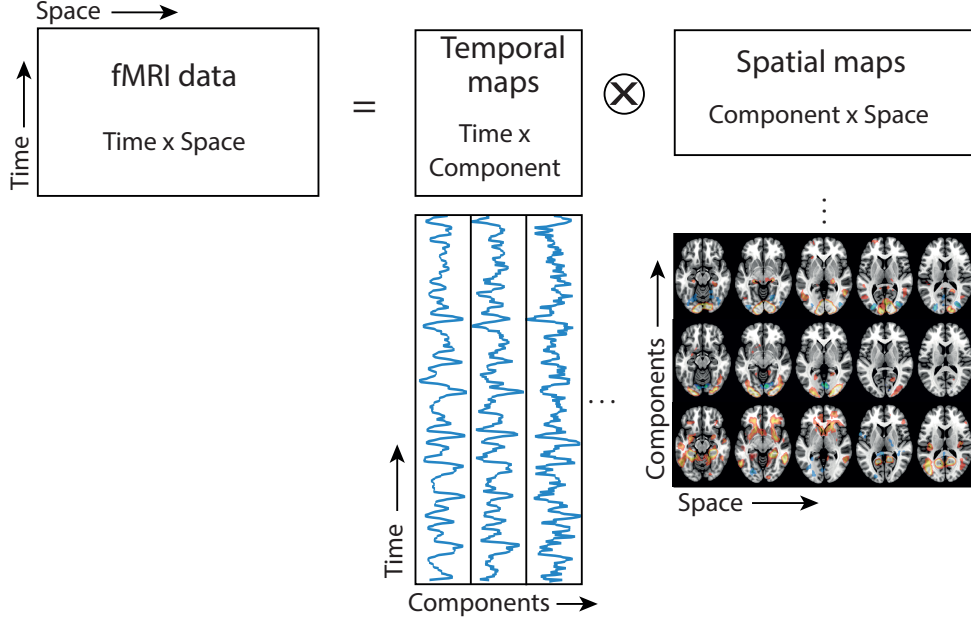 Space
Time
fMRI data
Time x Space
=
Temporal
maps
Time x
Component
Spatial maps
Component x Space
...
Components
Space
...
Time
Components